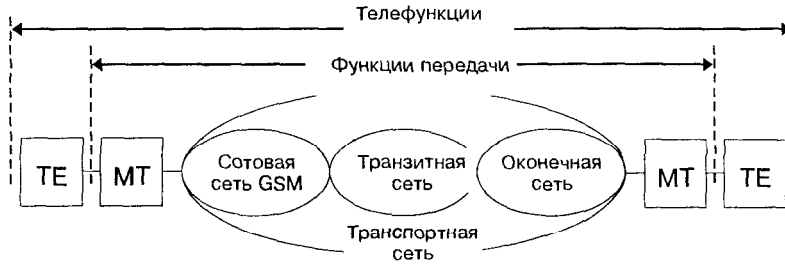 Телефункции
Функции передачи
TE
MT
Сотовая
сеть GSM
Транзитная
сеть
Оконечная
сеть
MT
TE
Транспортная
сеть